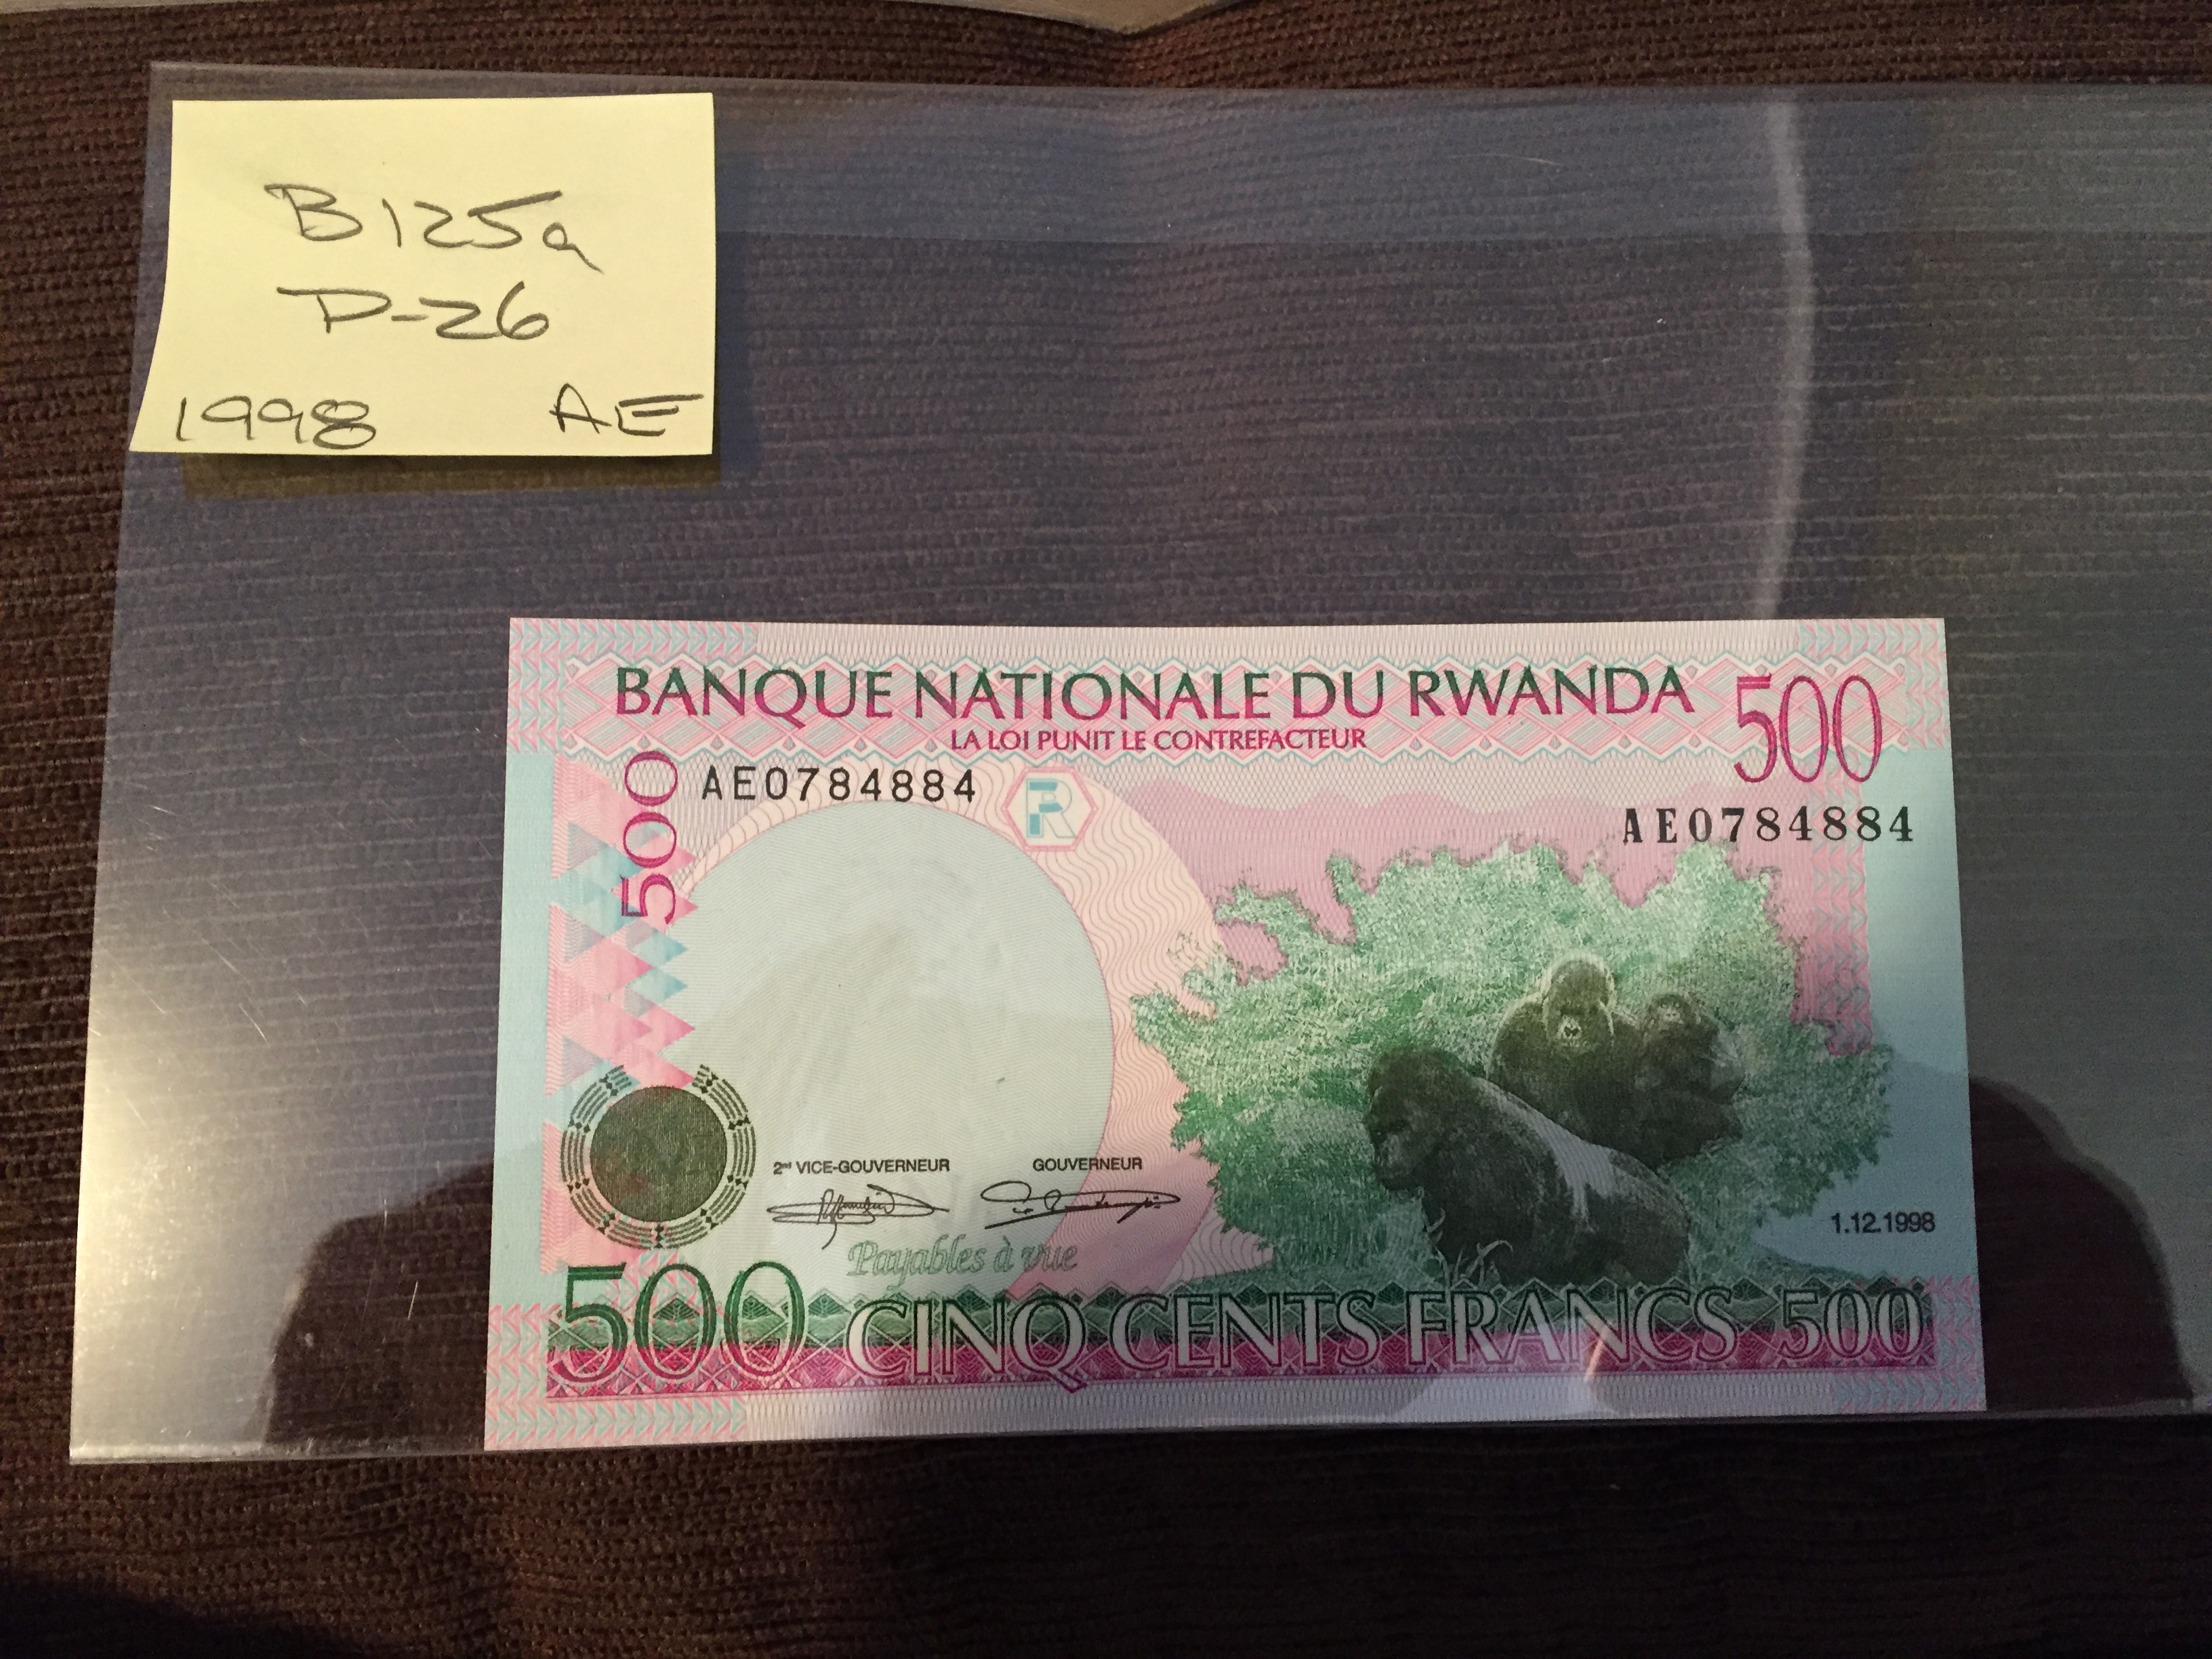 B125a
P-26
1998 AE
BANQUE NATIONALE DU RWANDA 500
LA LOI PUNIT LE CONTREFACTEUR
500
AE0784884
R
AE0784884
2nd VICE-GOUVERNEUR GOUVERNEUR
1.12.1998
Payables à vue
500 CINQ CENTS FRANCS 500